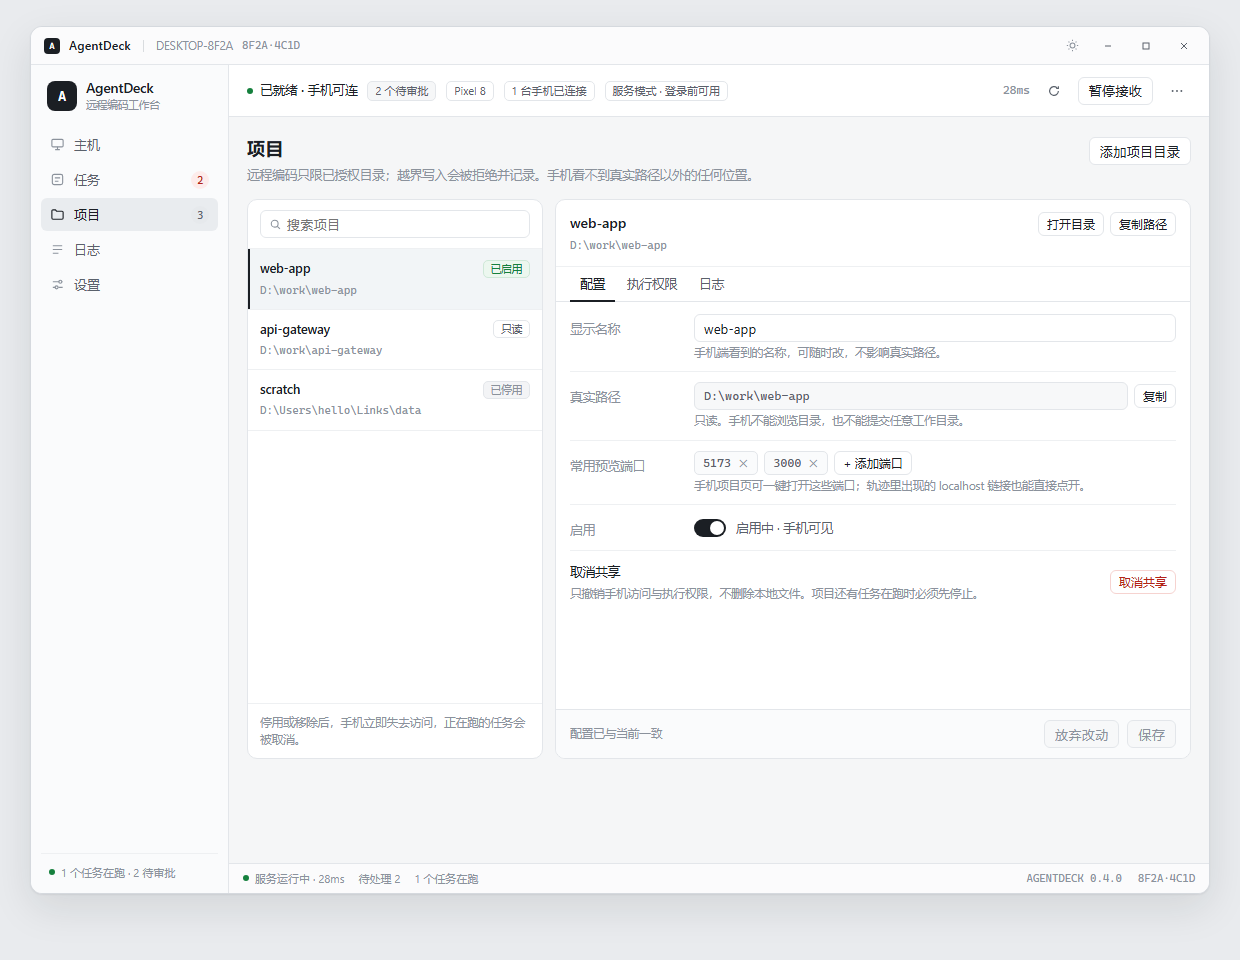 A AgentDeck DESKTOP-8F2A 8F2A·4C1D
A AgentDeck
远程编码工作台
主机
任务 2
项目 3
日志
设置
1 个任务在跑 · 2 待审批
已就绪 · 手机可连 2 个待审批 Pixel 8 1 台手机已连接 服务模式 · 登录前可用 28ms 暂停接收 ···
项目
远程编码只限已授权目录；越界写入会被拒绝并记录。手机看不到真实路径以外的任何位置。
添加项目目录
搜索项目
web-app 已启用
D:\work\web-app
api-gateway 只读
D:\work\api-gateway
scratch 已停用
D:\Users\hello\Links\data
停用或移除后，手机立即失去访问，正在跑的任务会
被取消。
web-app
D:\work\web-app
打开目录 复制路径
配置 执行权限 日志
显示名称 web-app
手机端看到的名称，可随时改，不影响真实路径。
真实路径 D:\work\web-app 复制
只读。手机不能浏览目录，也不能提交任意工作目录。
常用预览端口 5173 × 3000 × + 添加端口
手机项目页可一键打开这些端口；轨迹里出现的 localhost 链接也能直接点开。
启用 启用中 · 手机可见
取消共享
只撤销手机访问与执行权限，不删除本地文件。项目还有任务在跑时必须先停止。
取消共享
配置已与当前一致 放弃改动 保存
服务运行中 · 28ms 待处理 2 1 个任务在跑 AGENTDECK 0.4.0 8F2A·4C1D